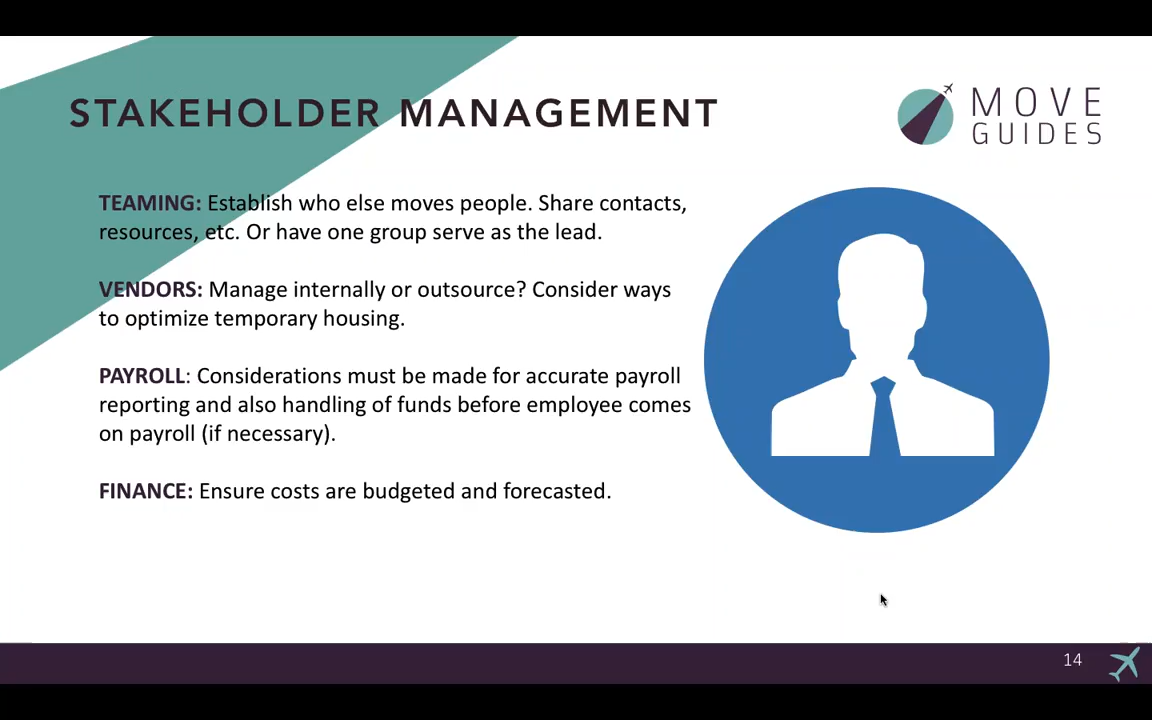 STAKEHOLDER MANAGEMENT
MOVE
GUIDES
TEAMING: Establish who else moves people. Share contacts,
resources, etc. Or have one group serve as the lead.
VENDORS: Manage internally or outsource? Consider ways
to optimize temporary housing.
PAYROLL: Considerations must be made for accurate payroll
reporting and also handling of funds before employee comes
on payroll (if necessary).
FINANCE: Ensure costs are budgeted and forecasted.
14